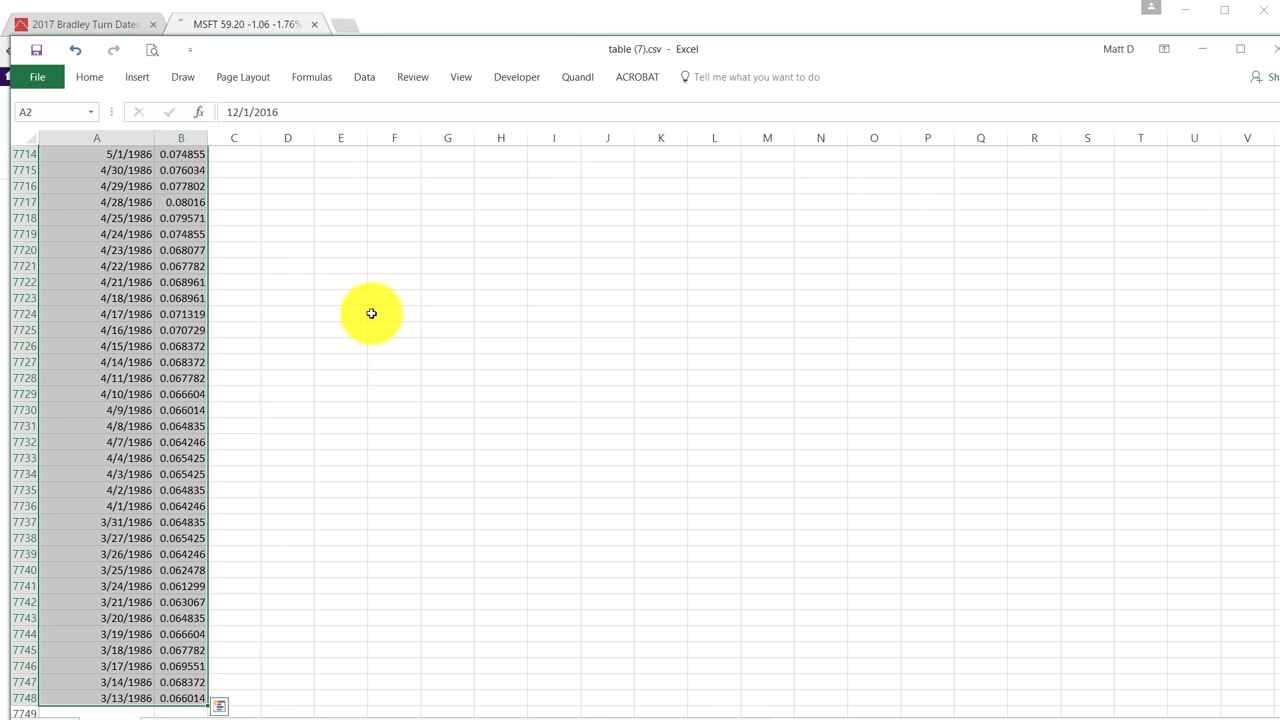 2017 Bradley Turn Dates MSFT 59.20 -1.06 -1.76%
table (7).csv - Excel Matt D
File Home Insert Draw Page Layout Formulas Data Review View Developer Quandl ACROBAT Tell me what you want to do Sh
A2 fx 12/1/2016
A B C D E F G H I J K L M N O P Q R S T U V
7714 5/1/1986 0.074855
7715 4/30/1986 0.076034
7716 4/29/1986 0.077802
7717 4/28/1986 0.08016
7718 4/25/1986 0.079571
7719 4/24/1986 0.074855
7720 4/23/1986 0.068077
7721 4/22/1986 0.067782
7722 4/21/1986 0.068961
7723 4/18/1986 0.068961
7724 4/17/1986 0.071319
7725 4/16/1986 0.070729
7726 4/15/1986 0.068372
7727 4/14/1986 0.068372
7728 4/11/1986 0.067782
7729 4/10/1986 0.066604
7730 4/9/1986 0.066014
7731 4/8/1986 0.064835
7732 4/7/1986 0.064246
7733 4/4/1986 0.065425
7734 4/3/1986 0.065425
7735 4/2/1986 0.064835
7736 4/1/1986 0.064246
7737 3/31/1986 0.064835
7738 3/27/1986 0.065425
7739 3/26/1986 0.064246
7740 3/25/1986 0.062478
7741 3/24/1986 0.061299
7742 3/21/1986 0.063067
7743 3/20/1986 0.064835
7744 3/19/1986 0.066604
7745 3/18/1986 0.067782
7746 3/17/1986 0.069551
7747 3/14/1986 0.068372
7748 3/13/1986 0.066014
7749